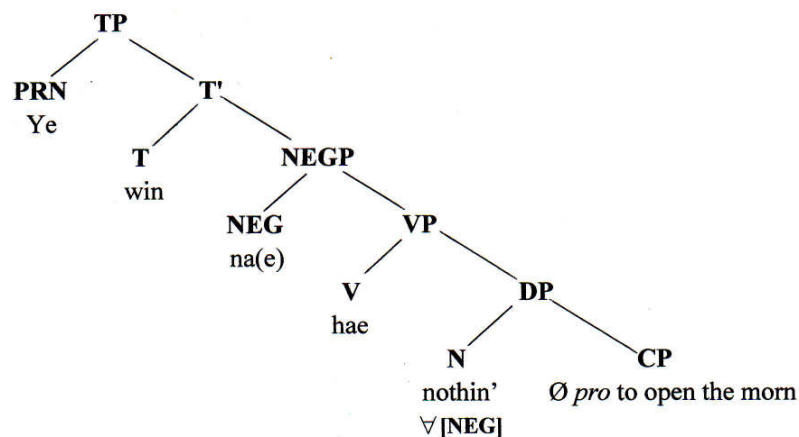 TP
PRN T'
Ye
T NEGP
win
NEG VP
na(e)
V DP
hae
N CP
nothin’ Ø pro to open the morn
∀[NEG]